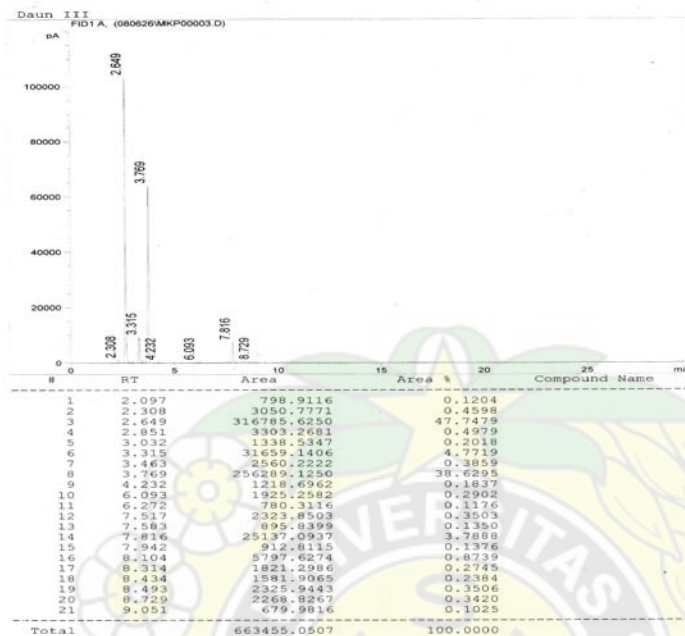 Daun III
FID1 A, (080626\MKP00003.D)
pA
2.649
100000
80000
3.769
60000
40000
20000
2.308
3.315
4.232
6.093
7.816
8.729
0
0 5 10 15 20 25 min
# RT Area Area % Compound Name
1 2.097 798.9116 0.1204
2 2.308 3050.7771 0.4598
3 2.649 316785.6250 47.7479
4 2.851 3303.2681 0.4979
5 3.032 1338.5347 0.2018
6 3.315 31659.1406 4.7719
7 3.463 2560.2222 0.3859
8 3.769 256289.1250 38.6295
9 4.232 1218.6962 0.1837
10 6.093 1925.2582 0.2902
11 6.272 780.3116 0.1176
12 7.517 2323.8503 0.3503
13 7.583 895.8399 0.1350
14 7.816 25137.0937 3.7888
15 7.942 912.8115 0.1376
16 8.104 5797.6274 0.8739
17 8.314 1821.2986 0.2745
18 8.434 1581.9065 0.2384
19 8.493 2325.9443 0.3506
20 8.729 2268.8267 0.3420
21 9.051 679.9816 0.1025
Total 663455.0507 100.0000